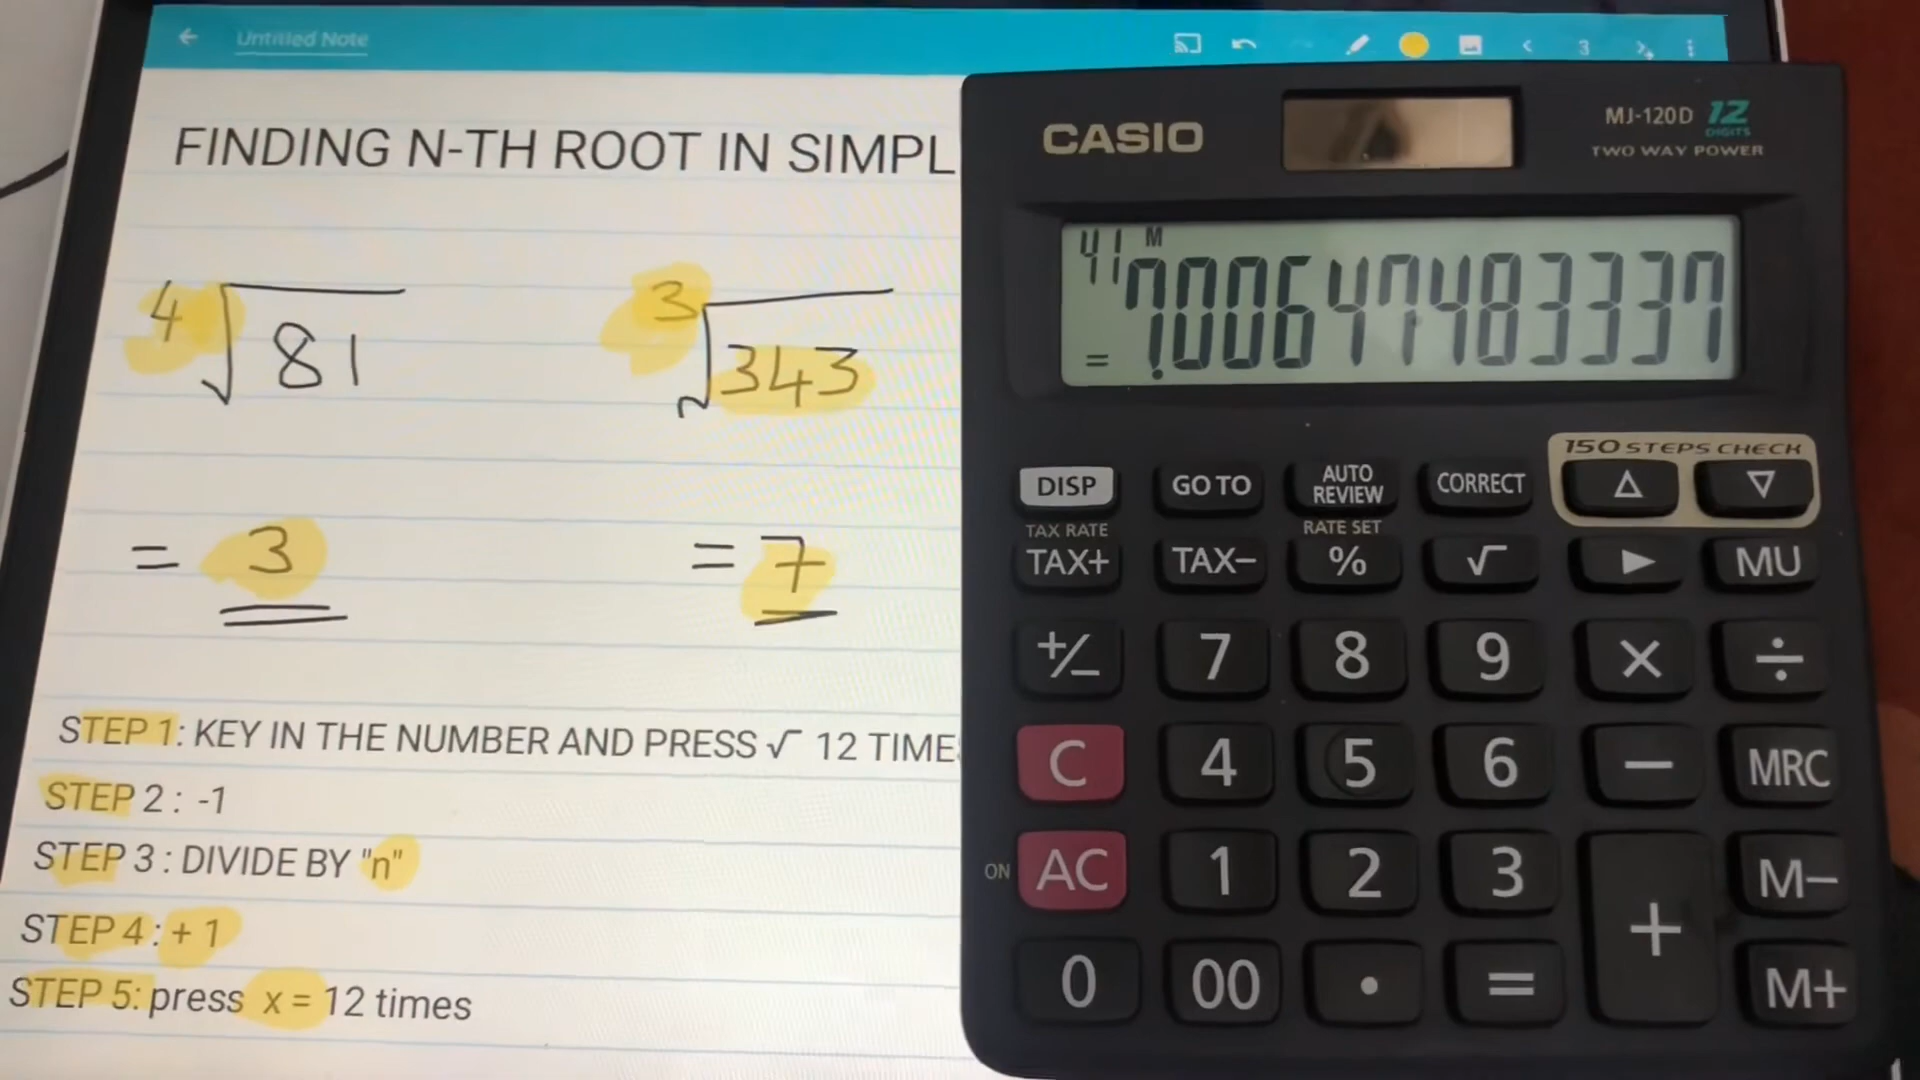 Untitled Note
3
FINDING N-TH ROOT IN SIMPL
4√81
3√343
= 3
= 7
STEP 1: KEY IN THE NUMBER AND PRESS √ 12 TIME
STEP 2 : -1
STEP 3 : DIVIDE BY "n"
STEP 4 : + 1
STEP 5: press x = 12 times
CASIO
MJ-120D 12
DIGITS
TWO WAY POWER
41 M
= 7.00647748337
150 STEPS CHECK
DISP GO TO AUTO REVIEW CORRECT △ ▽
TAX RATE RATE SET
TAX+ TAX− % √ ▶ MU
+/− 7 8 9 × ÷
C 4 5 6 − MRC
ON AC 1 2 3 + M−
0 00 • = M+